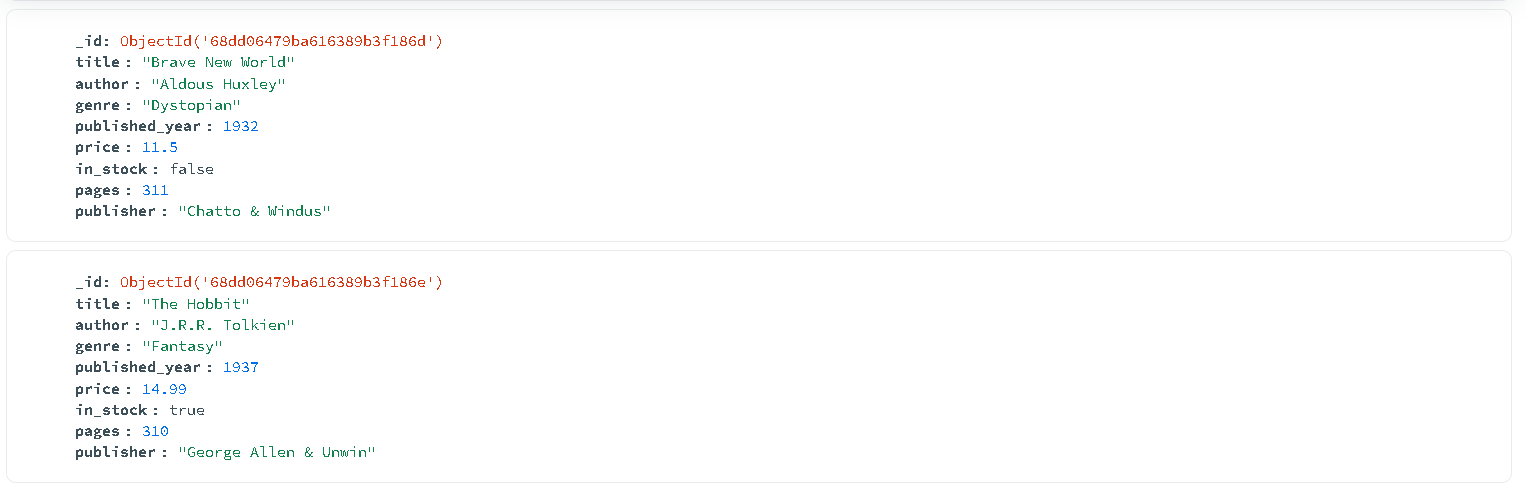 _id: ObjectId('68dd06479ba616389b3f186d')
title : "Brave New World"
author : "Aldous Huxley"
genre : "Dystopian"
published_year : 1932
price : 11.5
in_stock : false
pages : 311
publisher : "Chatto & Windus"
_id: ObjectId('68dd06479ba616389b3f186e')
title : "The Hobbit"
author : "J.R.R. Tolkien"
genre : "Fantasy"
published_year : 1937
price : 14.99
in_stock : true
pages : 310
publisher : "George Allen & Unwin"